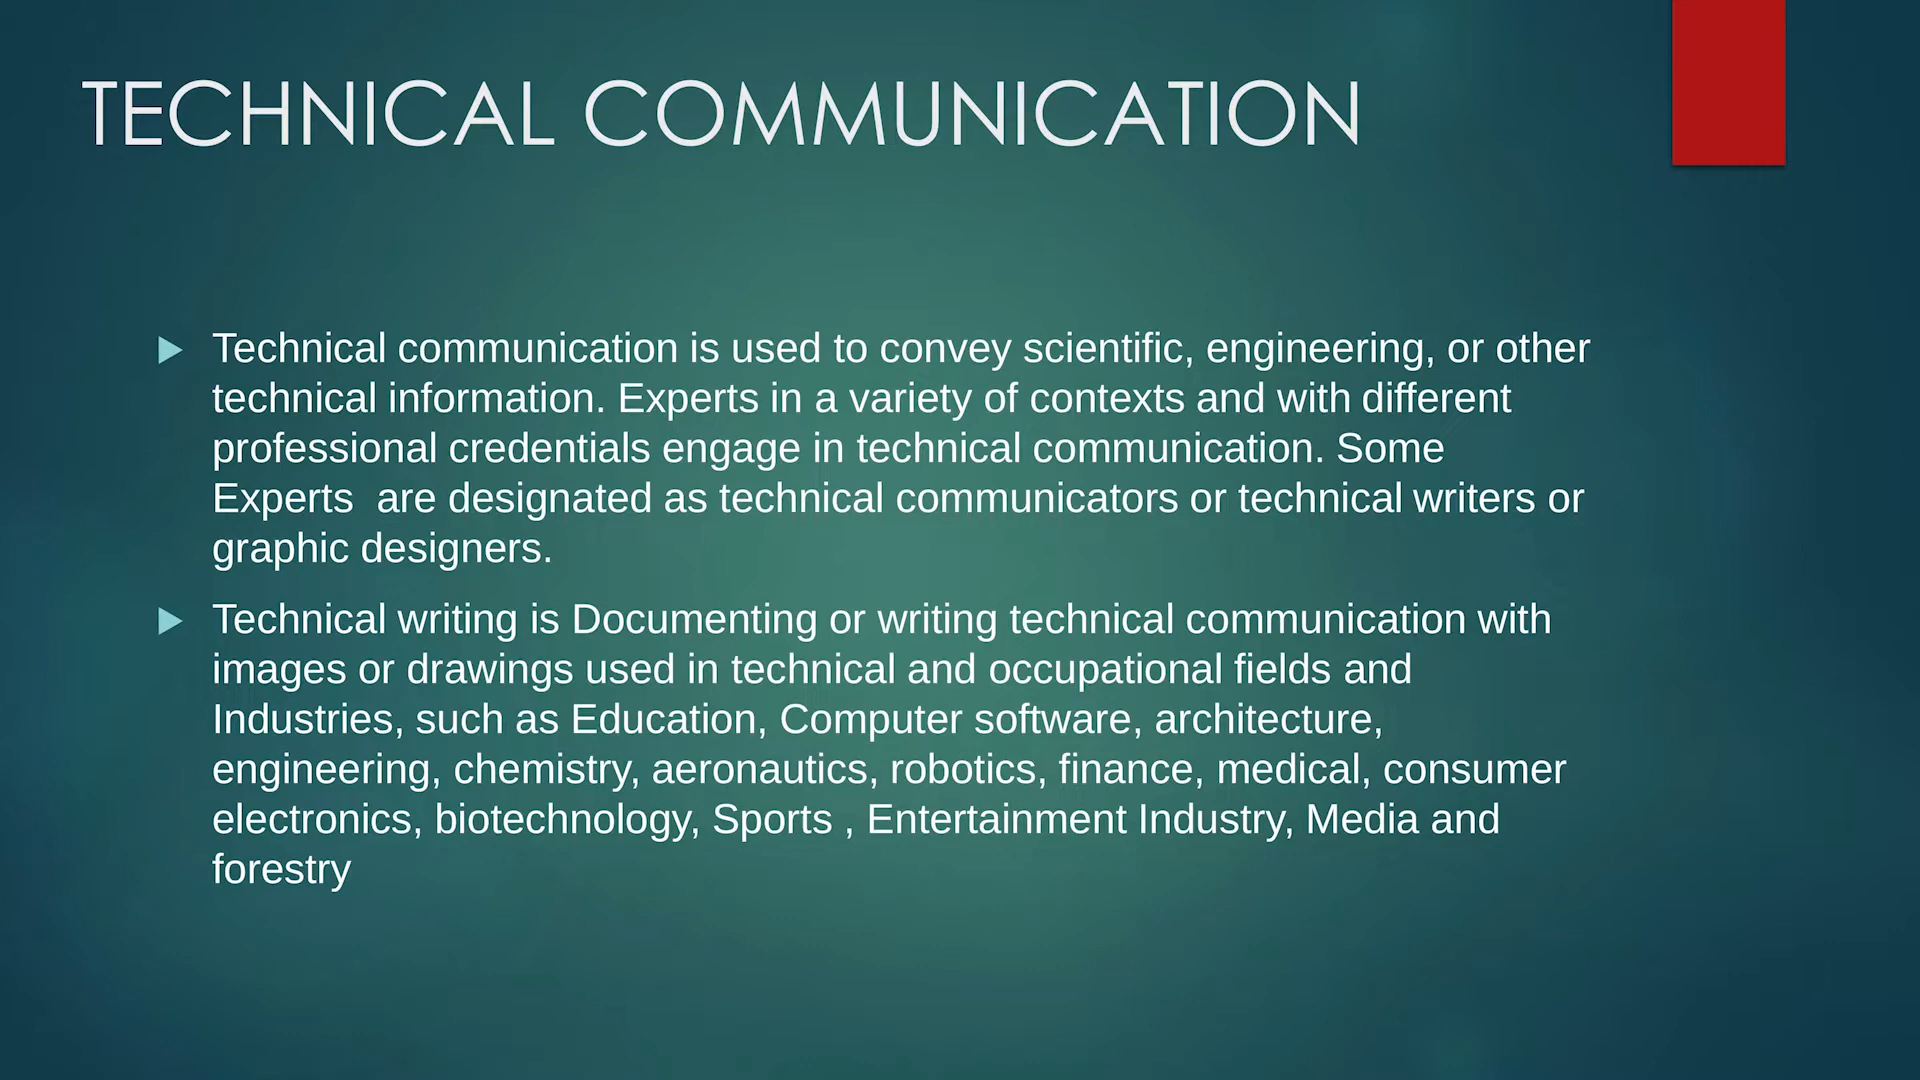 TECHNICAL COMMUNICATION
Technical communication is used to convey scientific, engineering, or other
technical information. Experts in a variety of contexts and with different
professional credentials engage in technical communication. Some
Experts  are designated as technical communicators or technical writers or
graphic designers.
Technical writing is Documenting or writing technical communication with
images or drawings used in technical and occupational fields and
Industries, such as Education, Computer software, architecture,
engineering, chemistry, aeronautics, robotics, finance, medical, consumer
electronics, biotechnology, Sports , Entertainment Industry, Media and
forestry